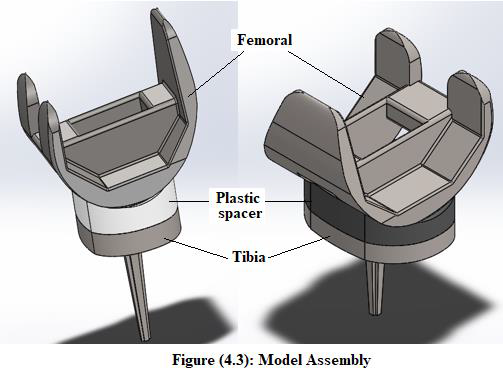 Femoral
Plastic
spacer
Tibia
Figure (4.3): Model Assembly